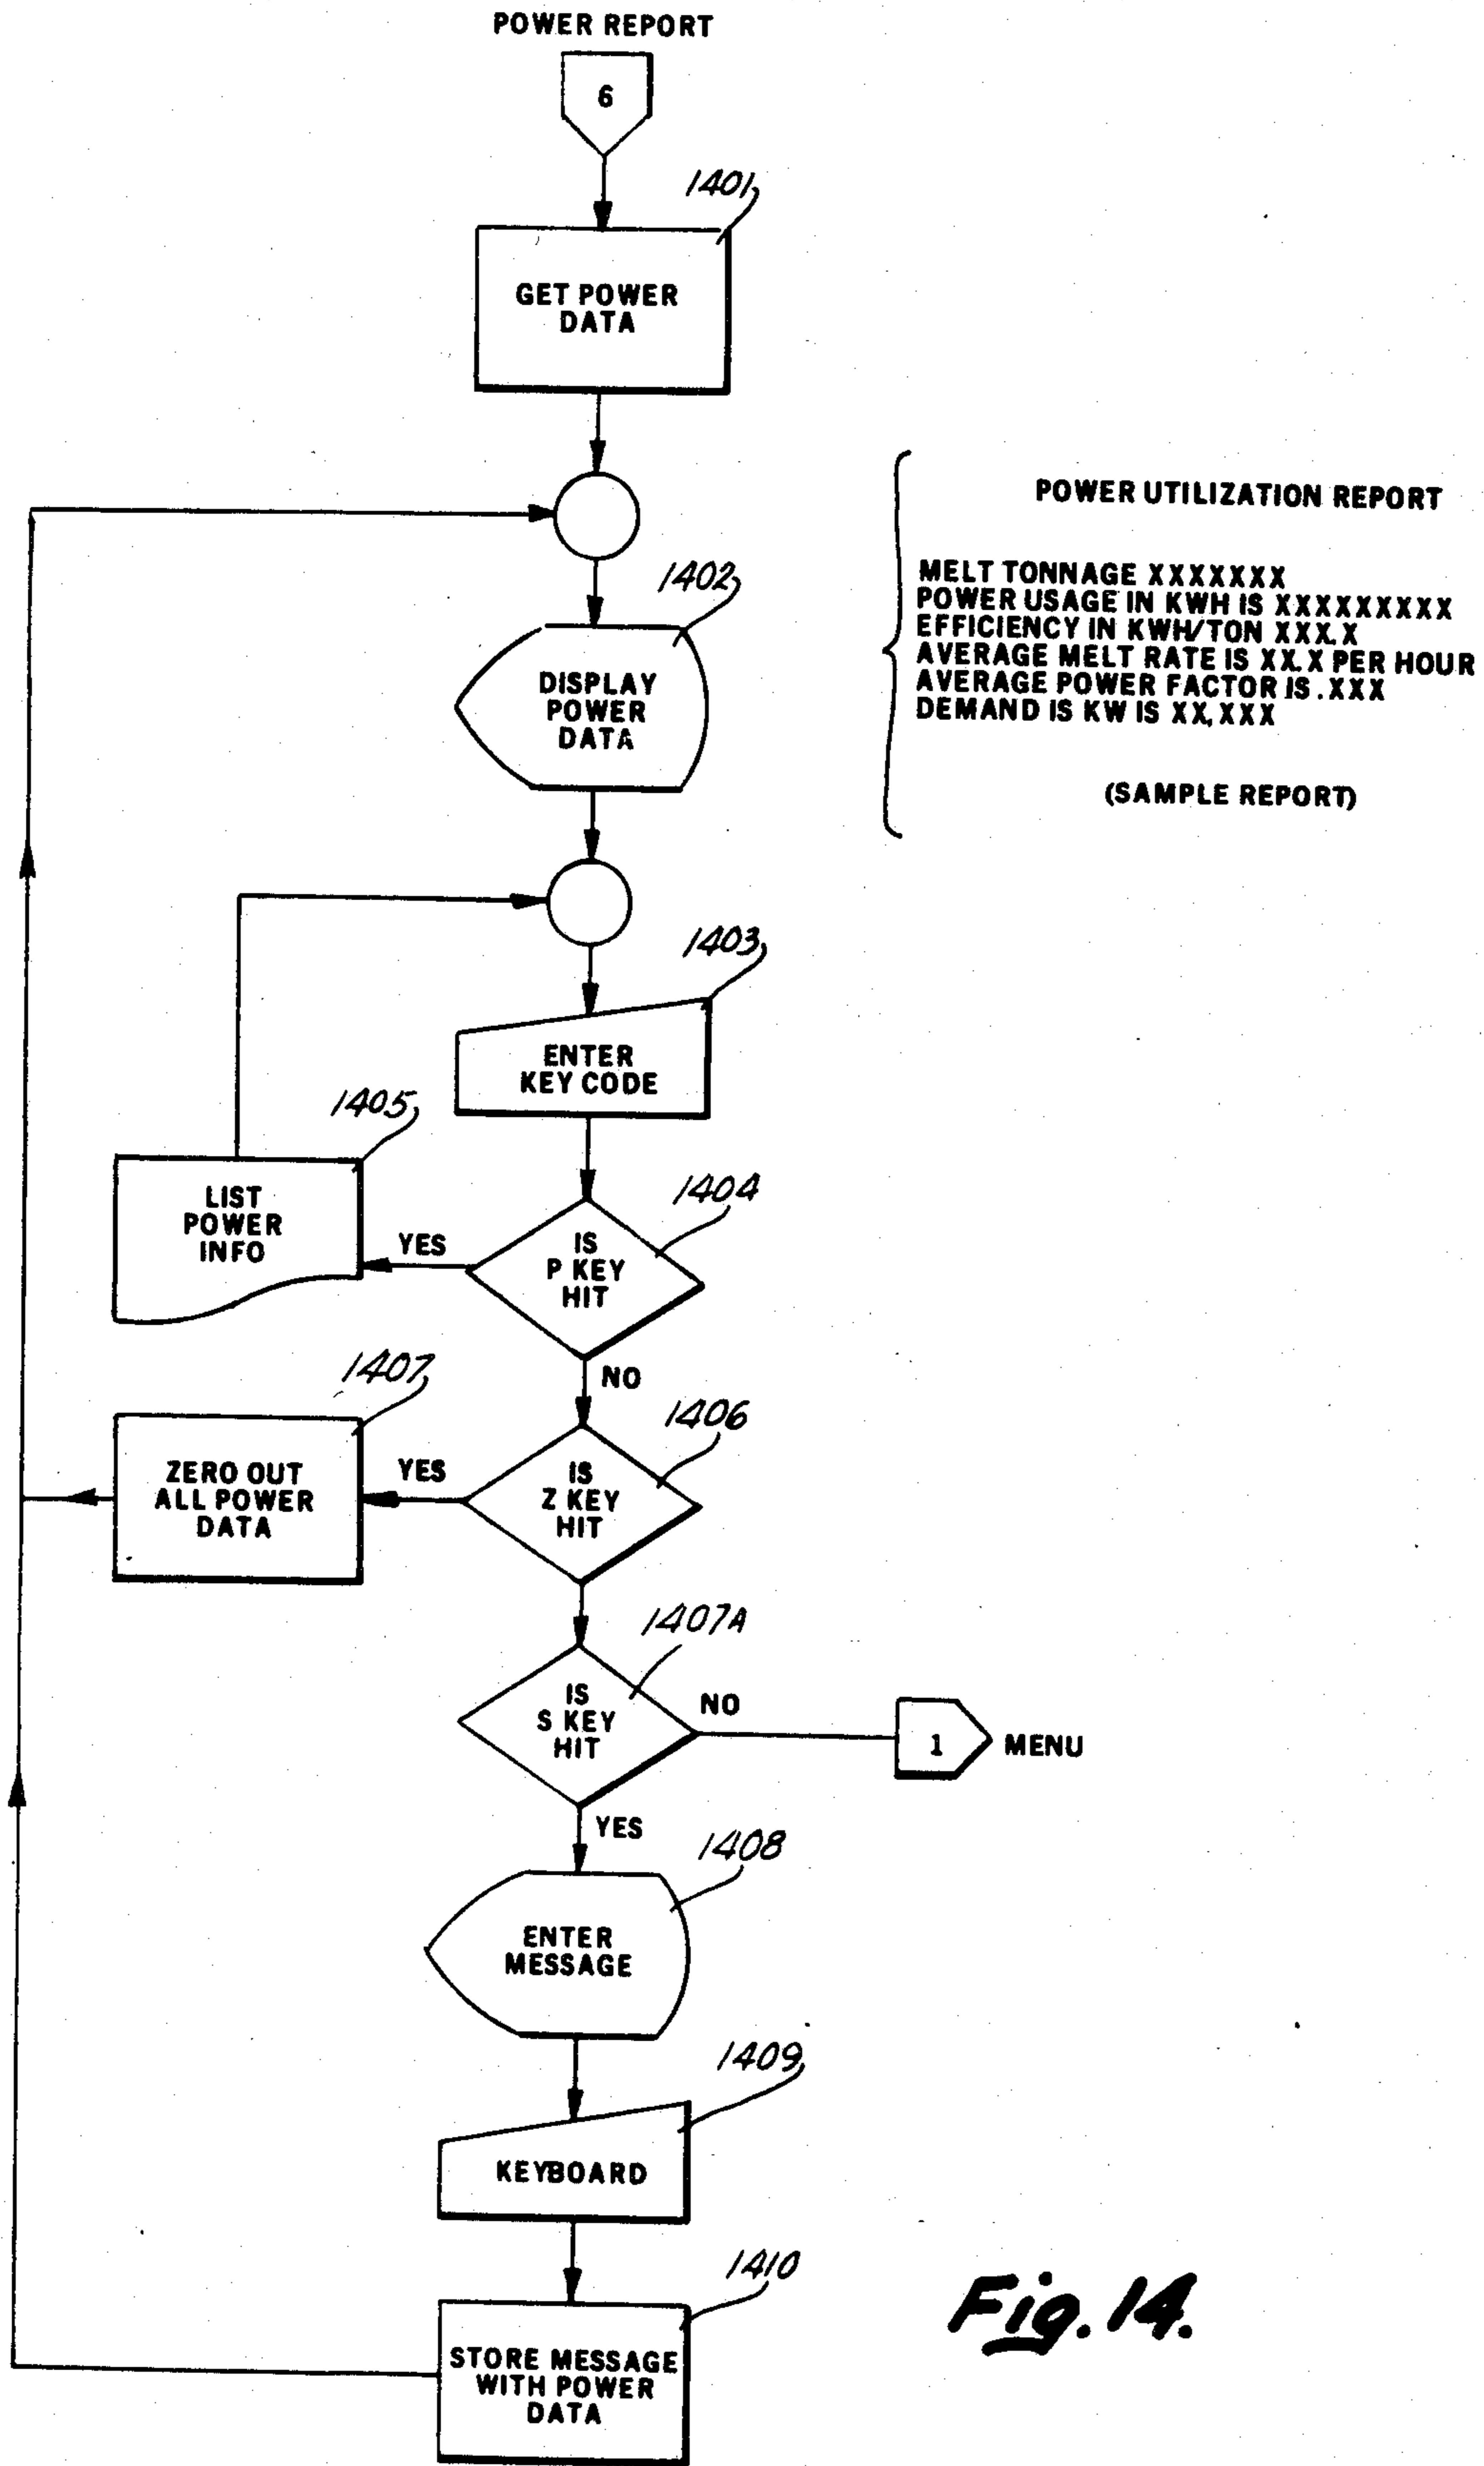 POWER REPORT
6
1401
GET POWER
DATA
POWER UTILIZATION REPORT
MELT TONNAGE XXXXXXX
POWER USAGE IN KWH IS XXXXXXXXX
EFFICIENCY IN KWH/TON XXX.X
AVERAGE MELT RATE IS XX.X PER HOUR
AVERAGE POWER FACTOR IS .XXX
DEMAND IS KW IS XX,XXX
(SAMPLE REPORT)
1402
DISPLAY
POWER
DATA
1403
ENTER
KEY CODE
1405
LIST
POWER
INFO
YES
1404
IS
P KEY
HIT
NO
1407
ZERO OUT
ALL POWER
DATA
YES
1406
IS
Z KEY
HIT
1407A
IS
S KEY
HIT
NO
1
MENU
YES
1408
ENTER
MESSAGE
1409
KEYBOARD
1410
STORE MESSAGE
WITH POWER
DATA
Fig. 14.